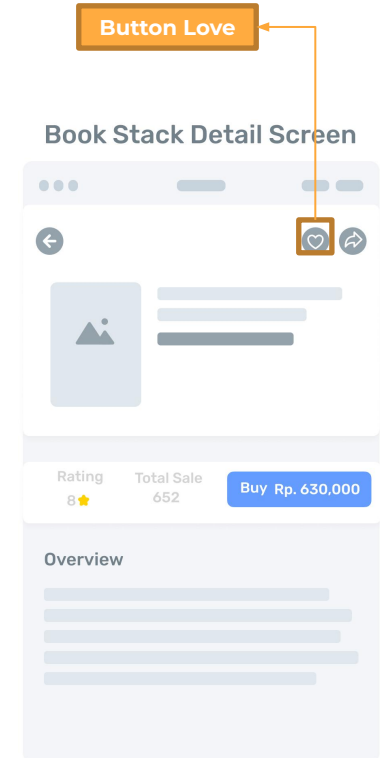 Button Love
Book Stack Detail Screen
Rating
Total Sale
8
652
Buy Rp. 630,000
Overview